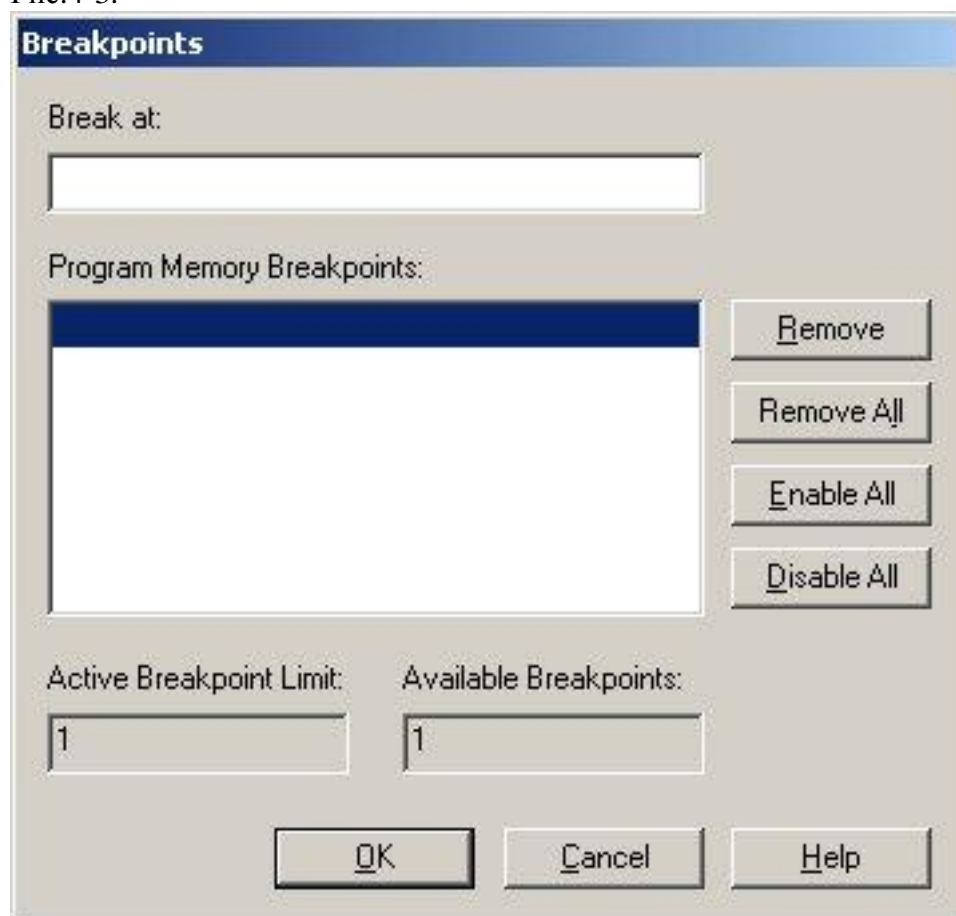 Breakpoints
Break at:
Program Memory Breakpoints:
Remove
Remove All
Enable All
Disable All
Active Breakpoint Limit: Available Breakpoints:
1 1
OK Cancel Help